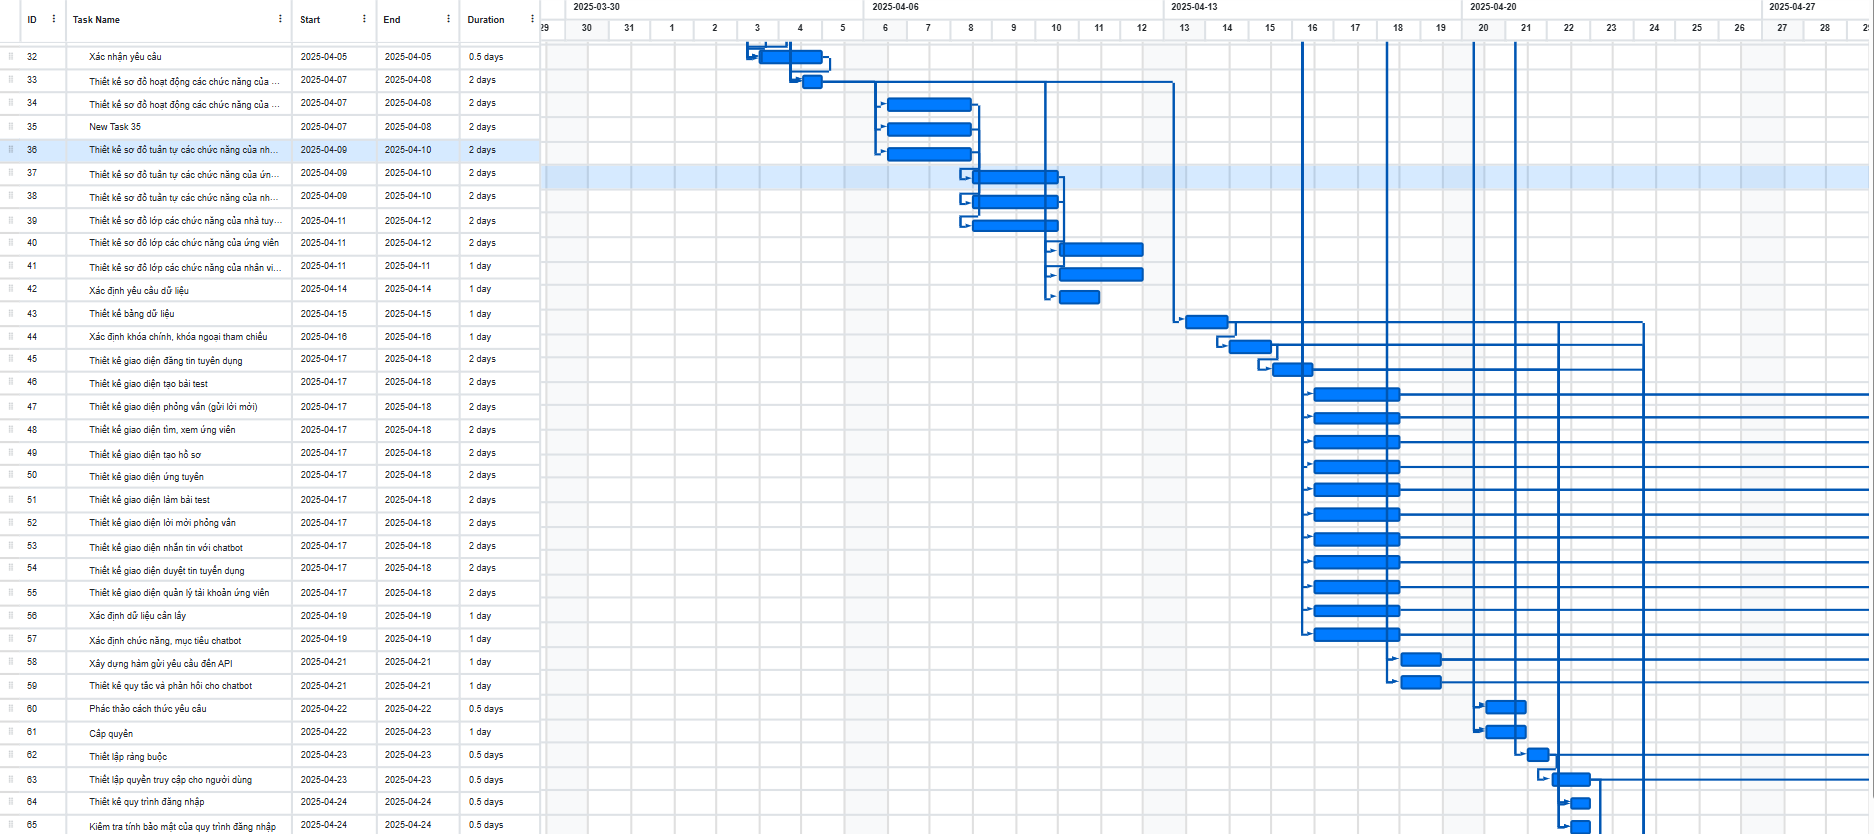 ID Task Name Start End Duration
2025-03-30 2025-04-06 2025-04-13 2025-04-20 2025-04-27
29 30 31 1 2 3 4 5 6 7 8 9 10 11 12 13 14 15 16 17 18 19 20 21 22 23 24 25 26 27 28
32 Xác nhận yêu cầu 2025-04-05 2025-04-05 0.5 days
33 Thiết kế sơ đồ hoạt động các chức năng của ... 2025-04-07 2025-04-08 2 days
34 Thiết kế sơ đồ hoạt động các chức năng của ... 2025-04-07 2025-04-08 2 days
35 New Task 35 2025-04-07 2025-04-08 2 days
36 Thiết kế sơ đồ tuần tự các chức năng của nh... 2025-04-09 2025-04-10 2 days
37 Thiết kế sơ đồ tuần tự các chức năng của ứn... 2025-04-09 2025-04-10 2 days
38 Thiết kế sơ đồ tuần tự các chức năng của nh... 2025-04-09 2025-04-10 2 days
39 Thiết kế sơ đồ lớp các chức năng của nhà tuy... 2025-04-11 2025-04-12 2 days
40 Thiết kế sơ đồ lớp các chức năng của ứng viên 2025-04-11 2025-04-12 2 days
41 Thiết kế sơ đồ lớp các chức năng của nhân vi... 2025-04-11 2025-04-11 1 day
42 Xác định yêu cầu dữ liệu 2025-04-14 2025-04-14 1 day
43 Thiết kế bảng dữ liệu 2025-04-15 2025-04-15 1 day
44 Xác định khóa chính, khóa ngoại tham chiếu 2025-04-16 2025-04-16 1 day
45 Thiết kế giao diện đăng tin tuyển dụng 2025-04-17 2025-04-18 2 days
46 Thiết kế giao diện tạo bài test 2025-04-17 2025-04-18 2 days
47 Thiết kế giao diện phỏng vấn (gửi lời mời) 2025-04-17 2025-04-18 2 days
48 Thiết kế giao diện tìm, xem ứng viên 2025-04-17 2025-04-18 2 days
49 Thiết kế giao diện tạo hồ sơ 2025-04-17 2025-04-18 2 days
50 Thiết kế giao diện ứng tuyển 2025-04-17 2025-04-18 2 days
51 Thiết kế giao diện làm bài test 2025-04-17 2025-04-18 2 days
52 Thiết kế giao diện lời mời phỏng vấn 2025-04-17 2025-04-18 2 days
53 Thiết kế giao diện nhắn tin với chatbot 2025-04-17 2025-04-18 2 days
54 Thiết kế giao diện duyệt tin tuyển dụng 2025-04-17 2025-04-18 2 days
55 Thiết kế giao diện quản lý tài khoản ứng viên 2025-04-17 2025-04-18 2 days
56 Xác định dữ liệu cần lấy 2025-04-19 2025-04-19 1 day
57 Xác định chức năng, mục tiêu chatbot 2025-04-19 2025-04-19 1 day
58 Xây dựng hàm gửi yêu cầu đến API 2025-04-21 2025-04-21 1 day
59 Thiết kế quy tắc và phản hồi cho chatbot 2025-04-21 2025-04-21 1 day
60 Phác thảo cách thức yêu cầu 2025-04-22 2025-04-22 0.5 days
61 Cấp quyền 2025-04-22 2025-04-23 1 day
62 Thiết lập ràng buộc 2025-04-23 2025-04-23 0.5 days
63 Thiết lập quyền truy cập cho người dùng 2025-04-23 2025-04-23 0.5 days
64 Thiết kế quy trình đăng nhập 2025-04-24 2025-04-24 0.5 days
65 Kiểm tra tính bảo mật của quy trình đăng nhập 2025-04-24 2025-04-24 0.5 days